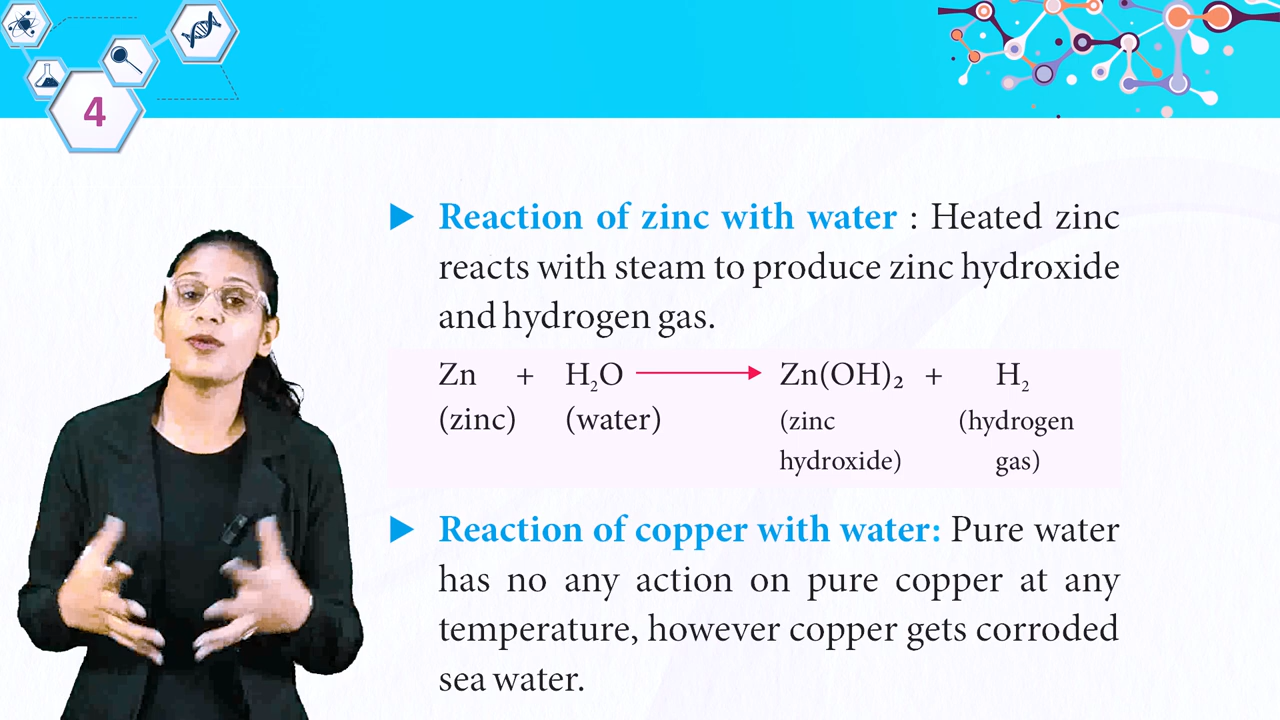 4
▶ Reaction of zinc with water : Heated zinc
reacts with steam to produce zinc hydroxide
and hydrogen gas.
Zn + H₂O ⟶ Zn(OH)₂ + H₂
(zinc) (water) (zinc (hydrogen
hydroxide) gas)
▶ Reaction of copper with water: Pure water
has no any action on pure copper at any
temperature, however copper gets corroded
sea water.